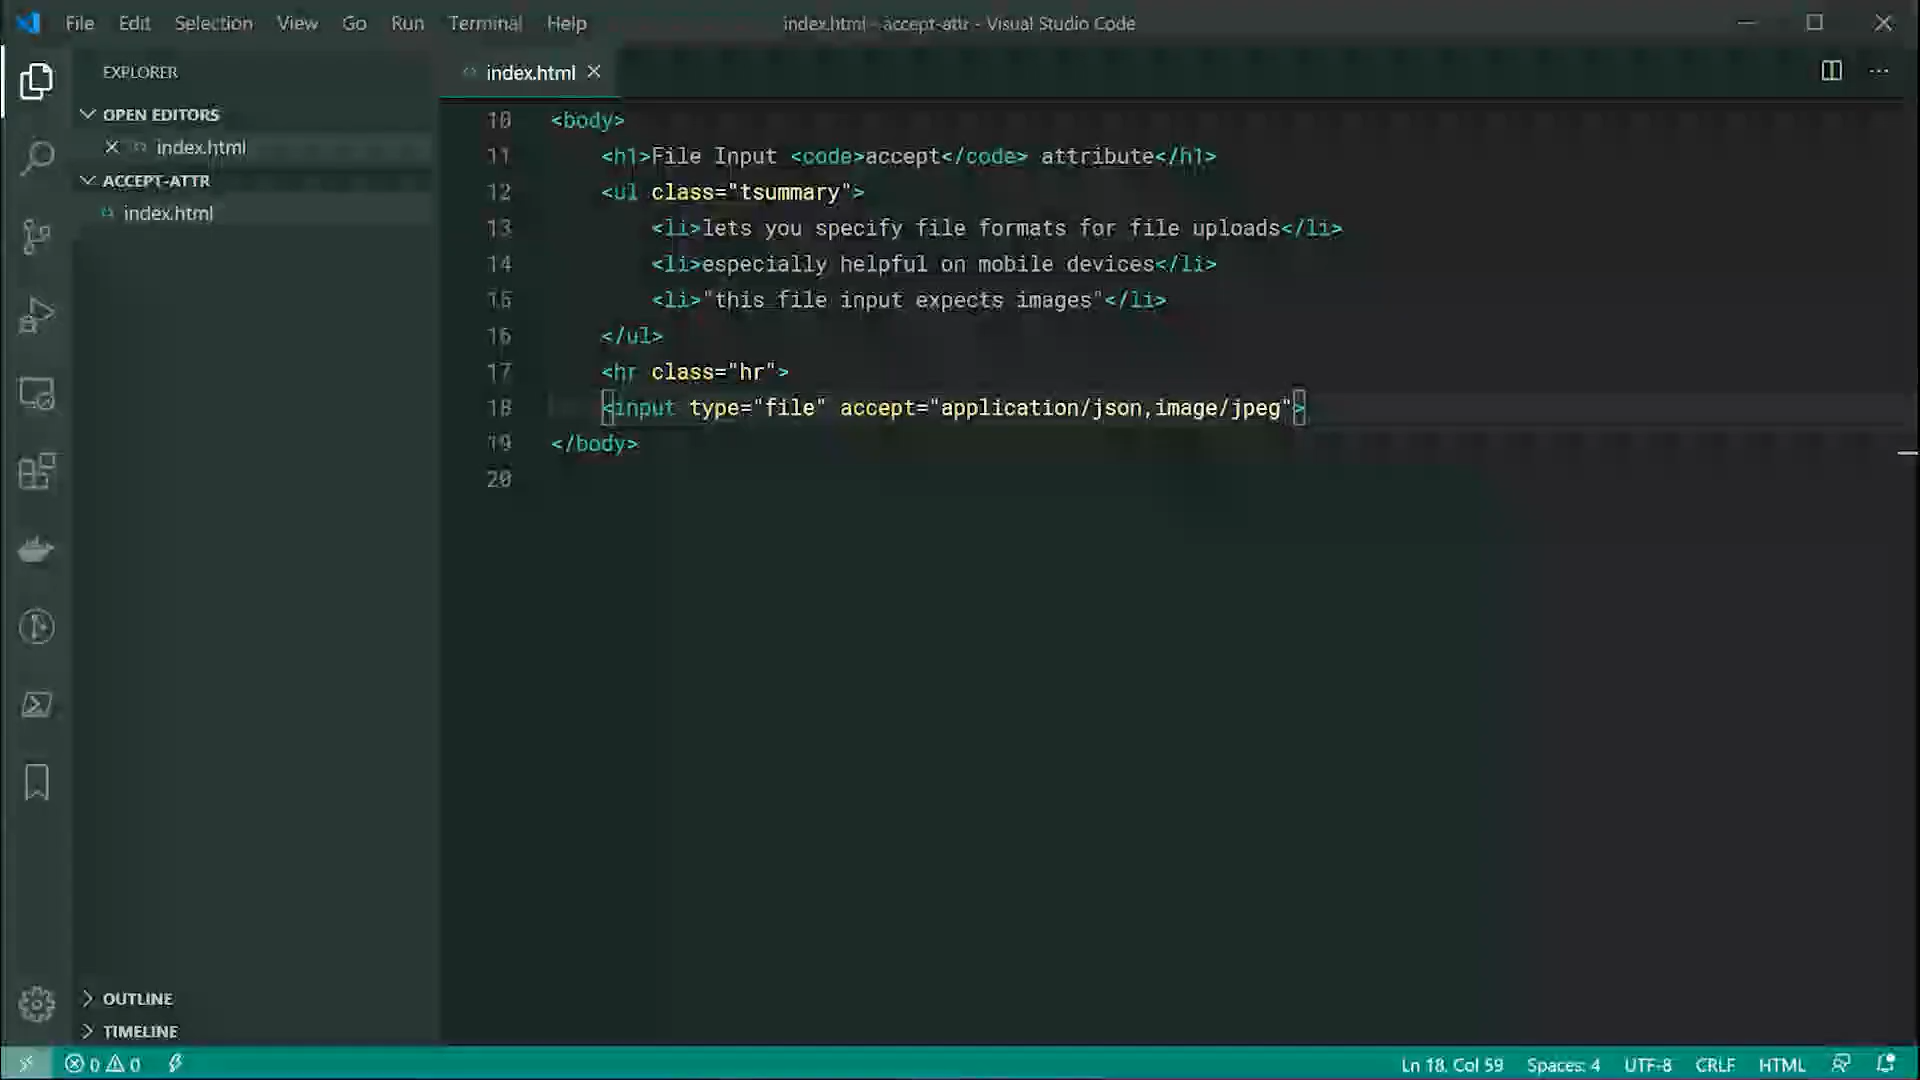 File Edit Selection View Go Run Terminal Help index.html - accept-attr - Visual Studio Code
EXPLORER
OPEN EDITORS
index.html
ACCEPT-ATTR
index.html
OUTLINE
TIMELINE
index.html
10 <body>
11 <h1>File Input <code>accept</code> attribute</h1>
12 <ul class="tsummary">
13 <li>lets you specify file formats for file uploads</li>
14 <li>especially helpful on mobile devices</li>
15 <li>"this file input expects images"</li>
16 </ul>
17 <hr class="hr">
18 <input type="file" accept="application/json,image/jpeg">
19 </body>
20
0 0 Ln 18, Col 59 Spaces: 4 UTF-8 CRLF HTML